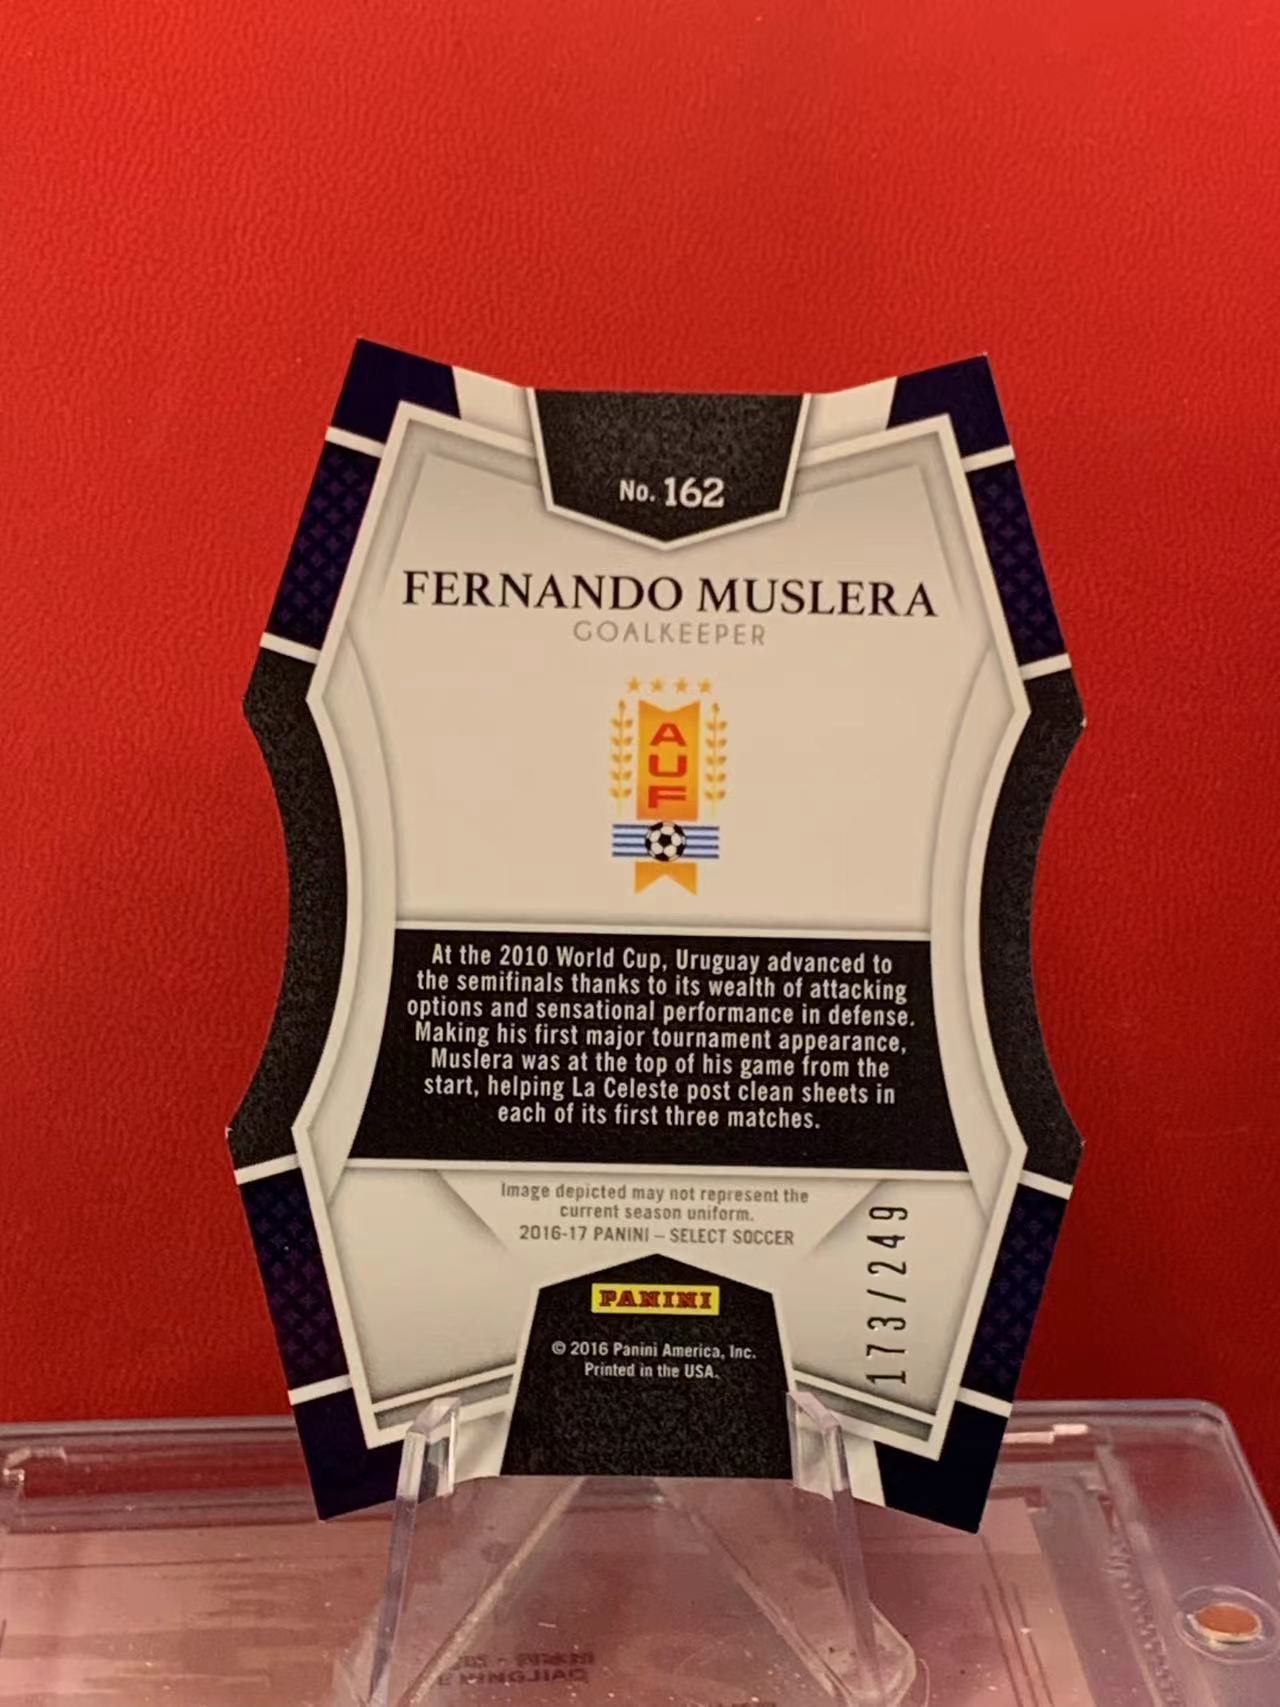 No. 162
FERNANDO MUSLERA
GOALKEEPER
A
U
F
At the 2010 World Cup, Uruguay advanced to
the semifinals thanks to its wealth of attacking
options and sensational performance in defense.
Making his first major tournament appearance,
Muslera was at the top of his game from the
start, helping La Celeste post clean sheets in
each of its first three matches.
Image depicted may not represent the
current season uniform.
2016-17 PANINI – SELECT SOCCER
173/249
PANINI
© 2016 Panini America, Inc.
Printed in the USA.